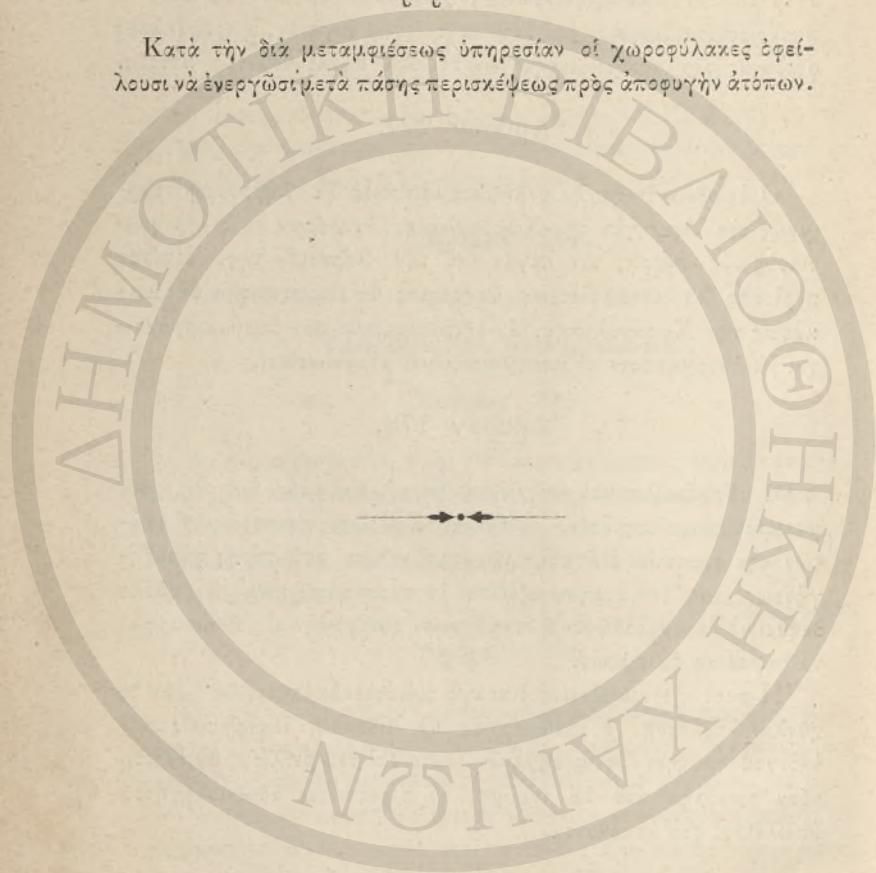 Κατὰ τὴν διὰ μεταμφιέσεως ὑπηρεσίαν οἱ χωροφύλακες ὀφεί-
λουσι νὰ ἐνεργῶσι μετὰ πάσης περισκέψεως πρὸς ἀποφυγὴν ἀτόπων.
ΔΗΜΟΤΙΚΗ ΒΙΒΛΙΟΘΗΚΗ ΧΑΝΙΩΝ